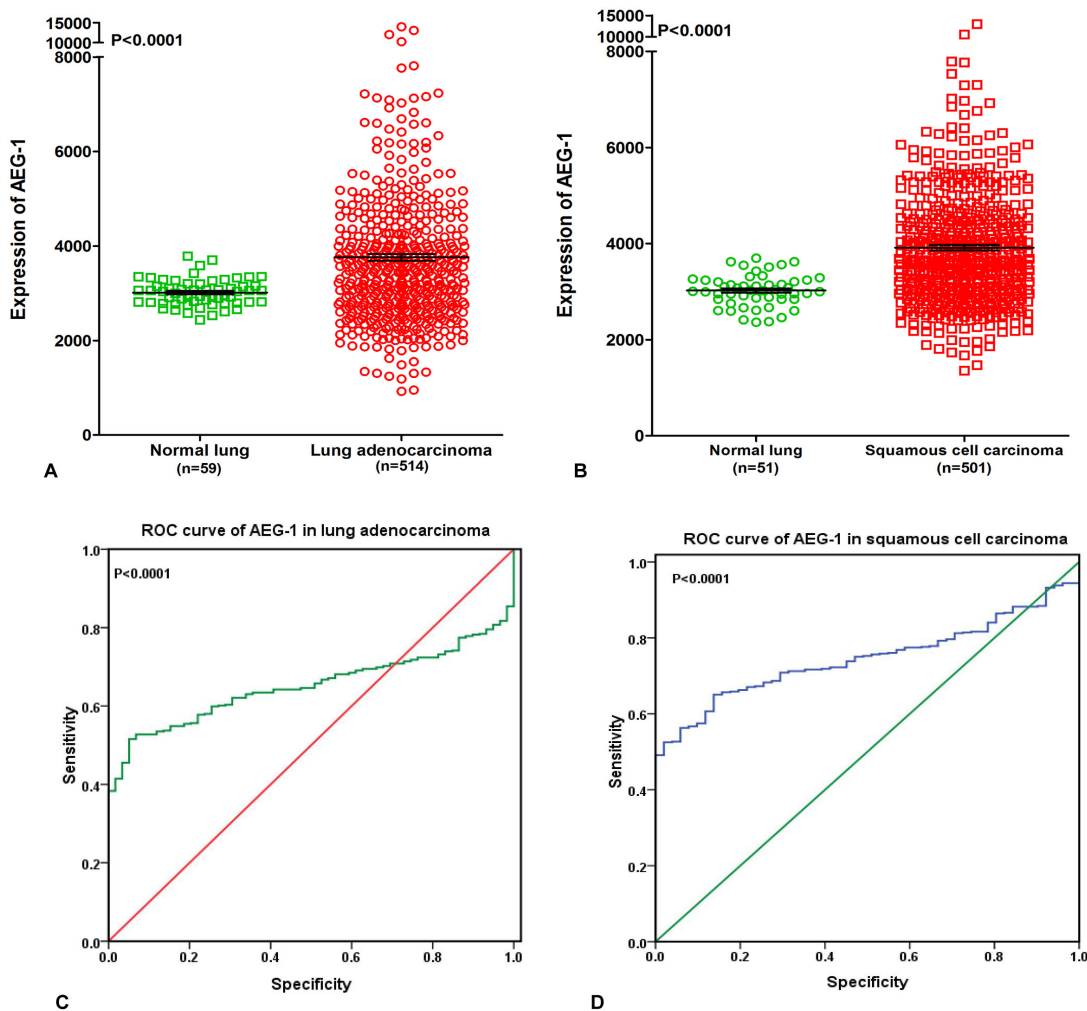 15000
10000
8000
6000
4000
2000
0
P<0.0001
Expression of AEG-1
Normal lung
(n=59)
Lung adenocarcinoma
(n=514)
A
15000
10000
8000
6000
4000
2000
0
P<0.0001
Expression of AEG-1
Normal lung
(n=51)
Squamous cell carcinoma
(n=501)
B
ROC curve of AEG-1 in lung adenocarcinoma
P<0.0001
1.0
0.8
0.6
0.4
0.2
0.0
Sensitivity
0.0 0.2 0.4 0.6 0.8 1.0
Specificity
C
ROC curve of AEG-1 in squamous cell carcinoma
P<0.0001
1.0
0.8
0.6
0.4
0.2
0.0
Sensitivity
0.0 0.2 0.4 0.6 0.8 1.0
Specificity
D